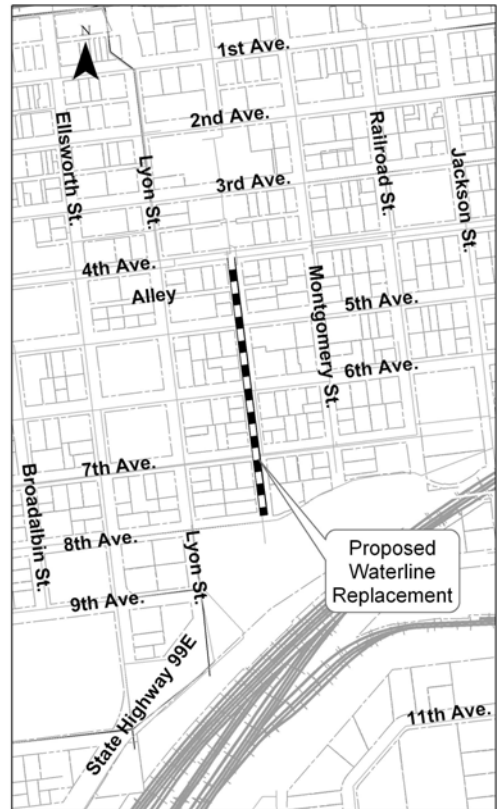 N
1st Ave.
2nd Ave.
Ellsworth St.
Lyon St.
Railroad St.
Jackson St.
3rd Ave.
4th Ave.
Alley
Montgomery St.
5th Ave.
6th Ave.
7th Ave.
Broadalbin St.
8th Ave.
Lyon St.
Proposed
Waterline
Replacement
9th Ave.
State Highway 99E
11th Ave.